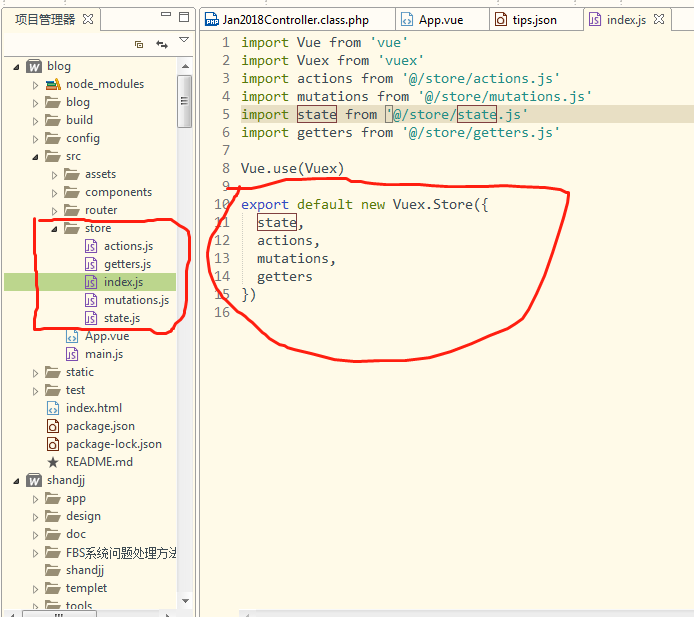 项目管理器
Jan2018Controller.class.php
App.vue
tips.json
index.js
blog
node_modules
blog
build
config
src
assets
components
router
store
actions.js
getters.js
index.js
mutations.js
state.js
App.vue
main.js
static
test
index.html
package.json
package-lock.json
README.md
shandjj
app
design
doc
FBS系统问题处理方法
shandjj
templet
tools
1 import Vue from 'vue'
2 import Vuex from 'vuex'
3 import actions from '@/store/actions.js'
4 import mutations from '@/store/mutations.js'
5 import state from '@/store/state.js'
6 import getters from '@/store/getters.js'
7
8 Vue.use(Vuex)
9
10 export default new Vuex.Store({
11 state,
12 actions,
13 mutations,
14 getters
15 })
16